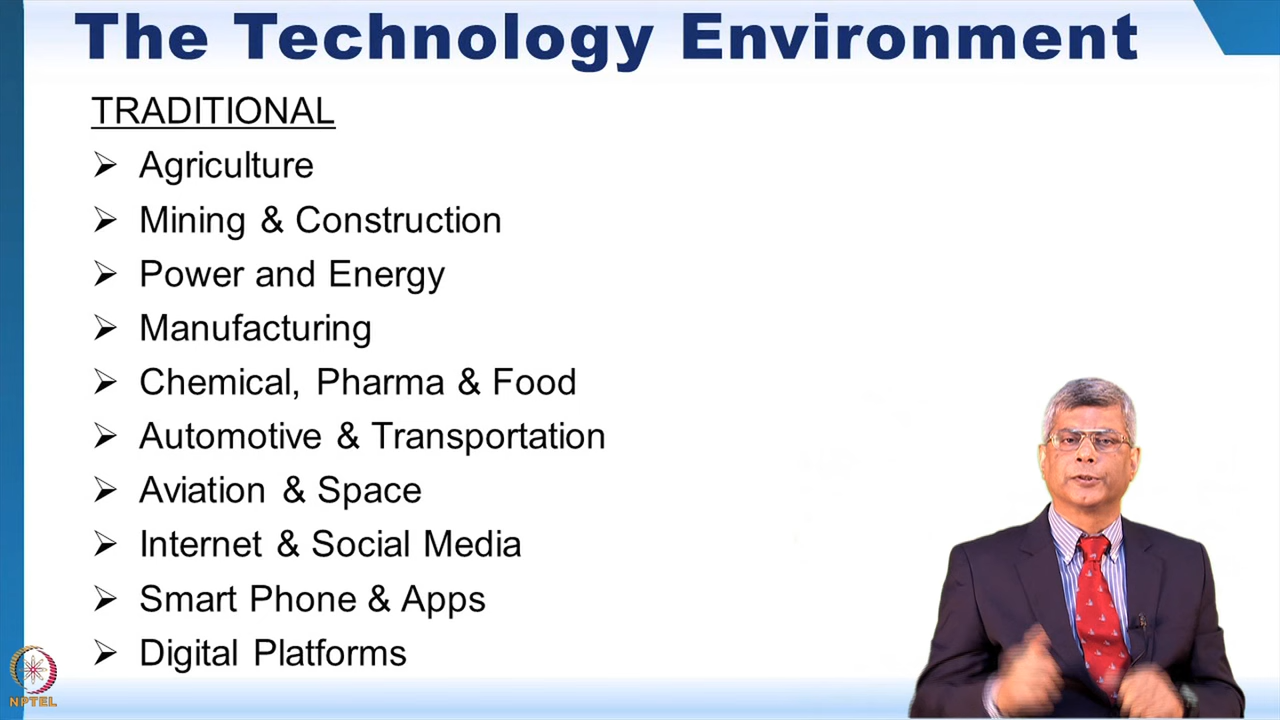 The Technology Environment
TRADITIONAL
Agriculture
Mining & Construction
Power and Energy
Manufacturing
Chemical, Pharma & Food
Automotive & Transportation
Aviation & Space
Internet & Social Media
Smart Phone & Apps
Digital Platforms
NPTEL